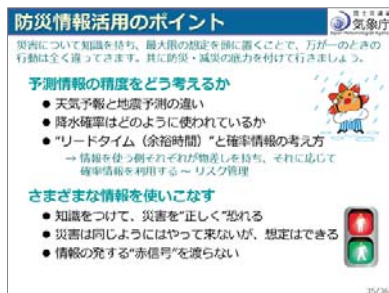 防災情報活用のポイント
国土交通省
気象庁
Japan Meteorological Agency
災害について知識を持ち、最大限の想定を頭に置くことで、万が一のときの
行動は全く違ってきます。共に防災・減災の底力を付けて行きましょう。
予測情報の精度をどう考えるか
● 天気予報と地震予測の違い
● 降水確率はどのように使われているか
● “リードタイム（余裕時間）”と確率情報の考え方
→ 情報を使う側それぞれが物差しを持ち、それに応じて
確率情報を利用する ～ リスク管理
さまざまな情報を使いこなす
● 知識をつけて、災害を“正しく”恐れる
● 災害は同じようにはやって来ないが、想定はできる
● 情報の発する“赤信号”を渡らない